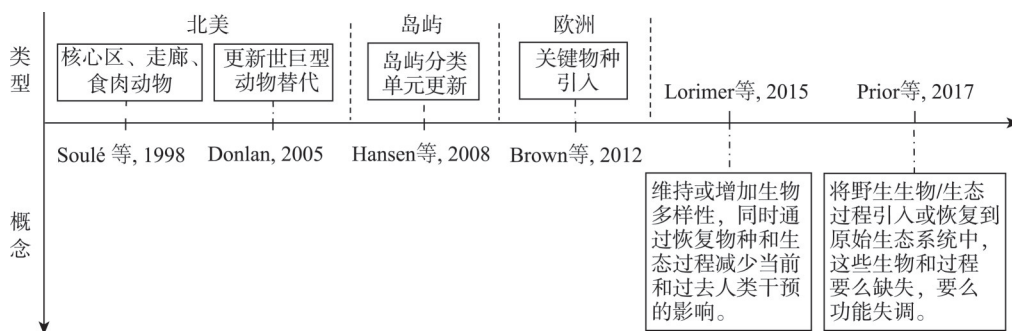 北美
岛屿
欧洲
类型
核心区、走廊、
食肉动物
更新世巨型
动物替代
岛屿分类
单元更新
关键物种
引入
Lorimer等, 2015
Prior等, 2017
Soulé 等, 1998
Donlan, 2005
Hansen等, 2008
Brown等, 2012
概念
维持或增加生物
多样性，同时通
过恢复物种和生
态过程减少当前
和过去人类干预
的影响。
将野生生物/生态
过程引入或恢复到
原始生态系统中，
这些生物和过程
要么缺失，要么
功能失调。